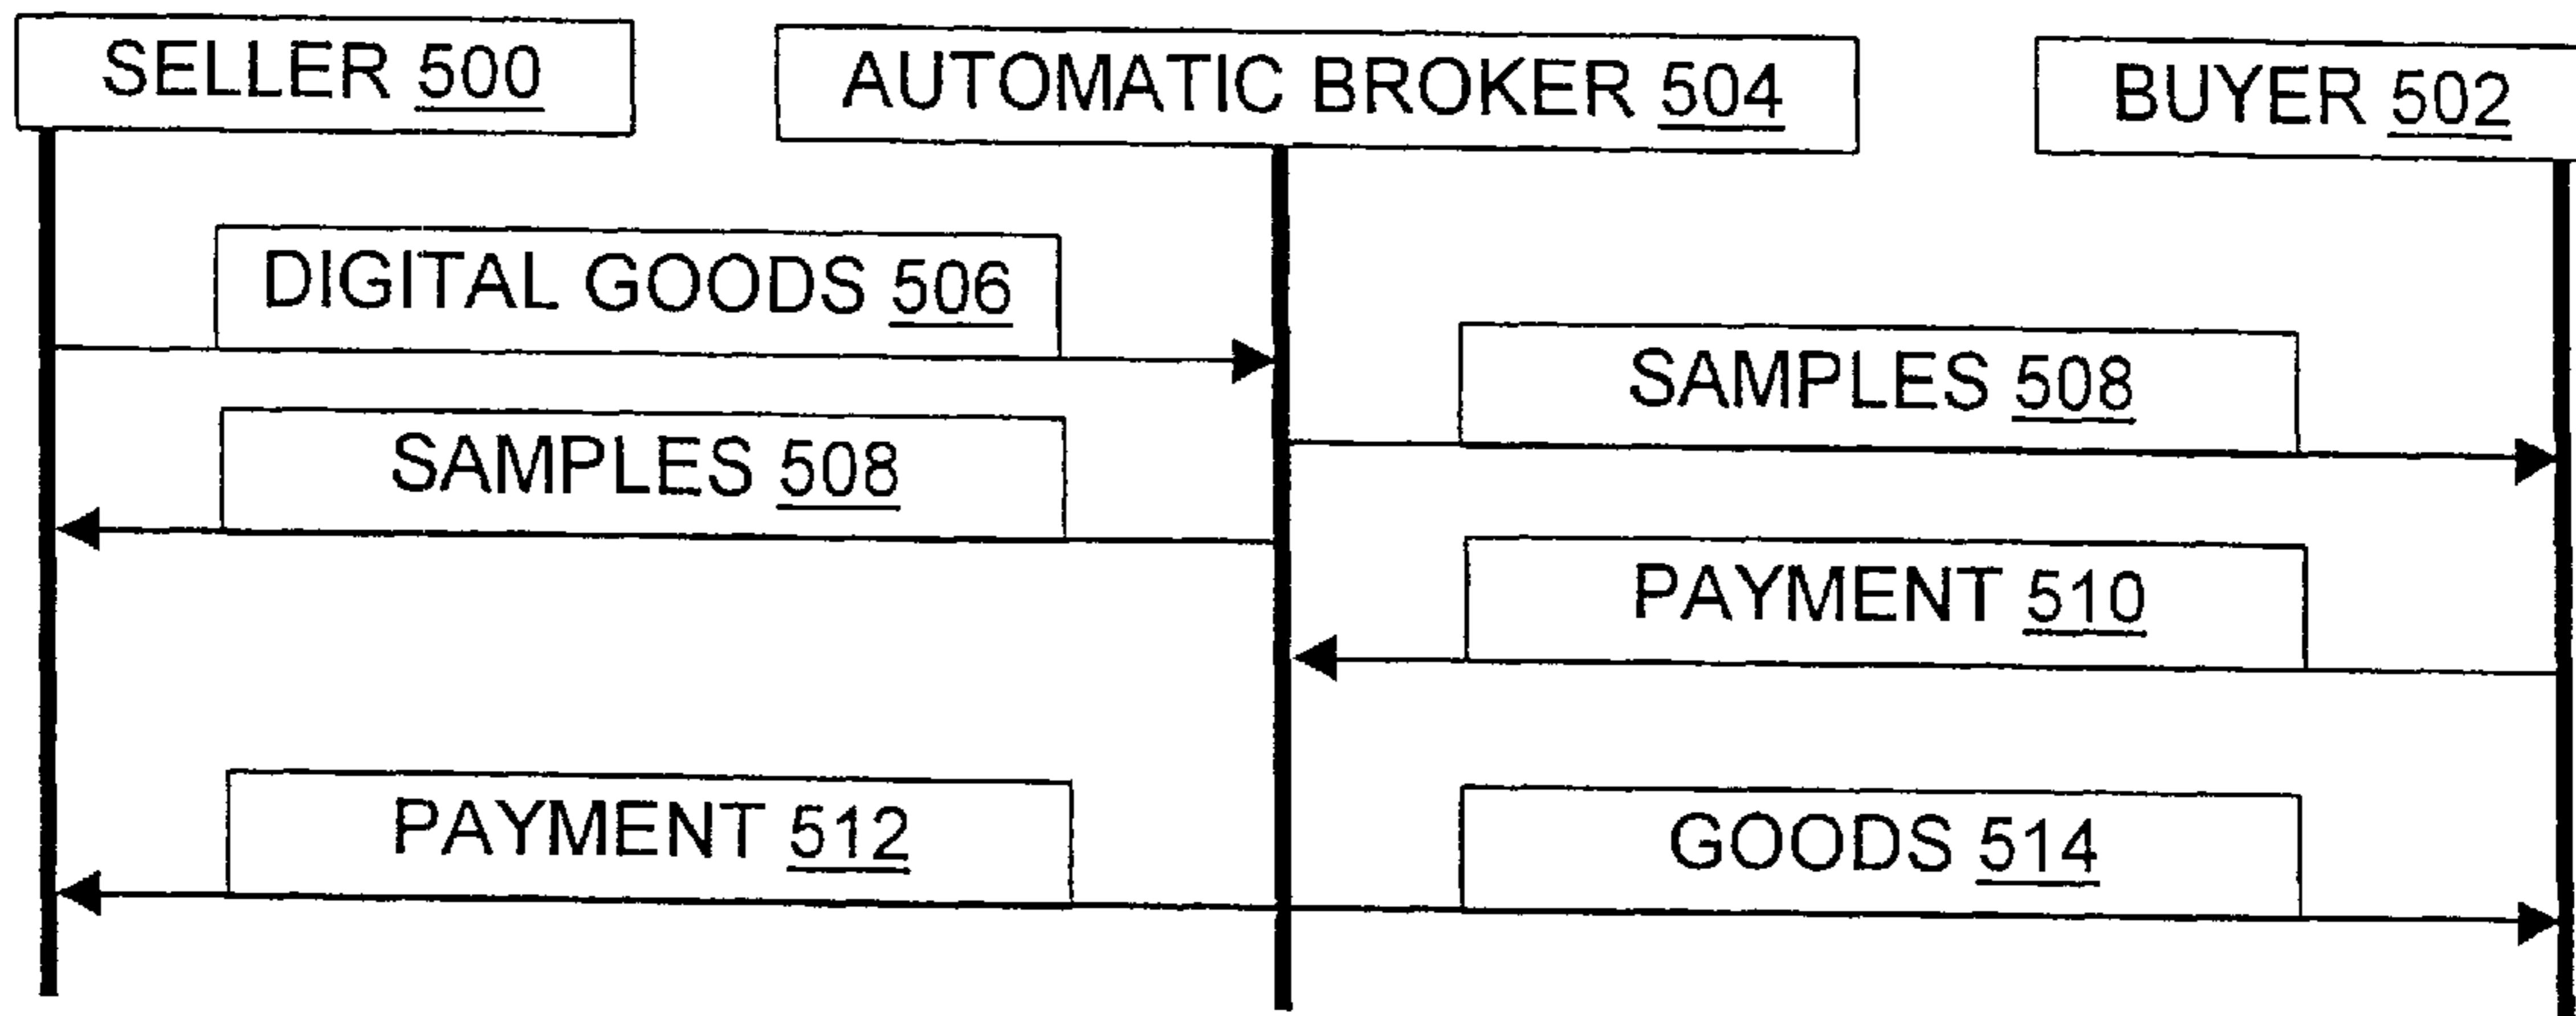 SELLER 500
AUTOMATIC BROKER 504
BUYER 502
DIGITAL GOODS 506
SAMPLES 508
SAMPLES 508
PAYMENT 510
PAYMENT 512
GOODS 514